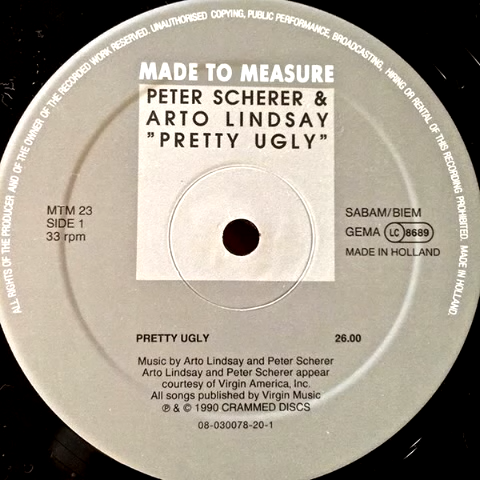 ALL RIGHTS OF THE PRODUCER AND OF THE OWNER OF THE RECORDED WORK RESERVED. UNAUTHORISED COPYING, PUBLIC PERFORMANCE, BROADCASTING, HIRING OR RENTAL OF THIS RECORDING PROHIBITED. MADE IN HOLLAND.
MADE TO MEASURE
PETER SCHERER &
ARTO LINDSAY
"PRETTY UGLY"
MTM 23
SIDE 1
33 rpm
SABAM/BIEM
GEMA LC 8689
MADE IN HOLLAND
PRETTY UGLY 26.00
Music by Arto Lindsay and Peter Scherer
Arto Lindsay and Peter Scherer appear
courtesy of Virgin America, Inc.
All songs published by Virgin Music
℗ & © 1990 CRAMMED DISCS
08-030078-20-1